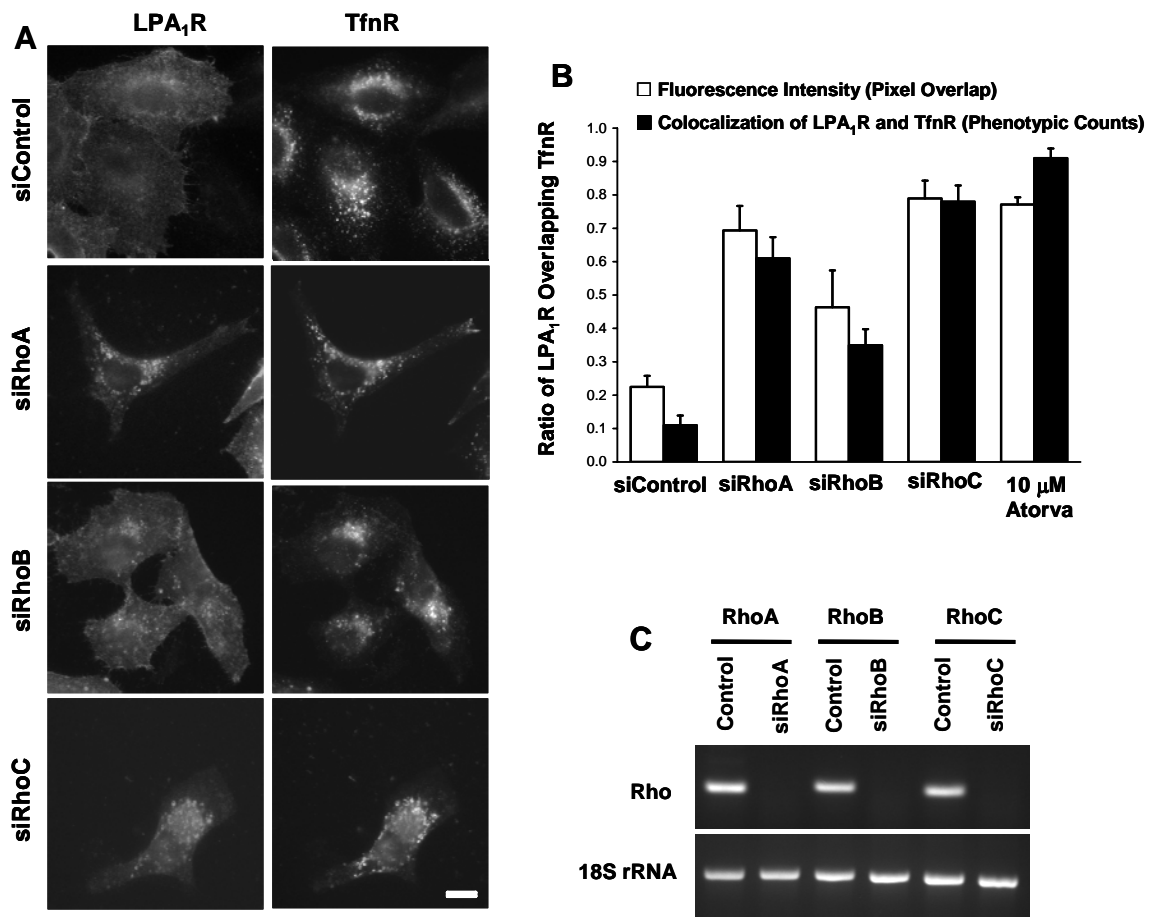 A
LPA1R
TfnR
siControl
siRhoA
siRhoB
siRhoC
B
Fluorescence Intensity (Pixel Overlap)
Colocalization of LPA1R and TfnR (Phenotypic Counts)
Ratio of LPA1R Overlapping TfnR
1.0
0.9
0.8
0.7
0.6
0.5
0.4
0.3
0.2
0.1
0.0
siControl
siRhoA
siRhoB
siRhoC
10 μM
Atorva
C
RhoA
RhoB
RhoC
Control
siRhoA
Control
siRhoB
Control
siRhoC
Rho
18S rRNA